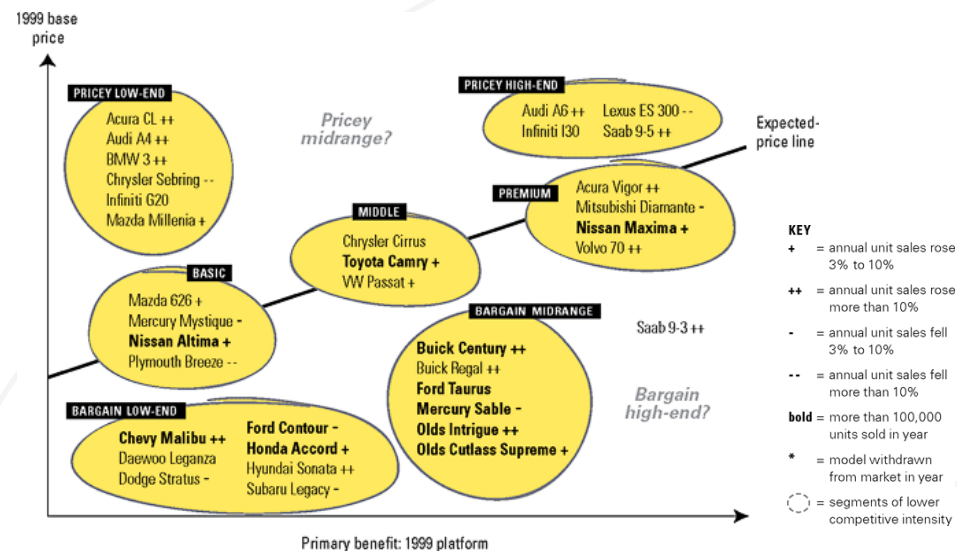 1999 base
price
PRICEY LOW-END
Acura CL ++
Audi A4 ++
BMW 3 ++
Chrysler Sebring --
Infiniti G20
Mazda Millenia +
Pricey
midrange?
PRICEY HIGH-END
Audi A6 ++
Infiniti I30
Lexus ES 300 --
Saab 9-5 ++
Expected-
price line
PREMIUM
Acura Vigor ++
Mitsubishi Diamante -
Nissan Maxima +
Volvo 70 ++
MIDDLE
Chrysler Cirrus
Toyota Camry +
VW Passat +
BASIC
Mazda 626 +
Mercury Mystique -
Nissan Altima +
Plymouth Breeze --
BARGAIN MIDRANGE
Buick Century ++
Buick Regal ++
Ford Taurus
Mercury Sable -
Olds Intrigue ++
Olds Cutlass Supreme +
Saab 9-3 ++
Bargain
high-end?
BARGAIN LOW-END
Chevy Malibu ++
Daewoo Leganza
Dodge Stratus -
Ford Contour -
Honda Accord +
Hyundai Sonata ++
Subaru Legacy -
Primary benefit: 1999 platform
KEY
+ = annual unit sales rose
3% to 10%
++ = annual unit sales rose
more than 10%
- = annual unit sales fell
3% to 10%
-- = annual unit sales fell
more than 10%
bold = more than 100,000
units sold in year
* = model withdrawn
from market in year
= segments of lower
competitive intensity